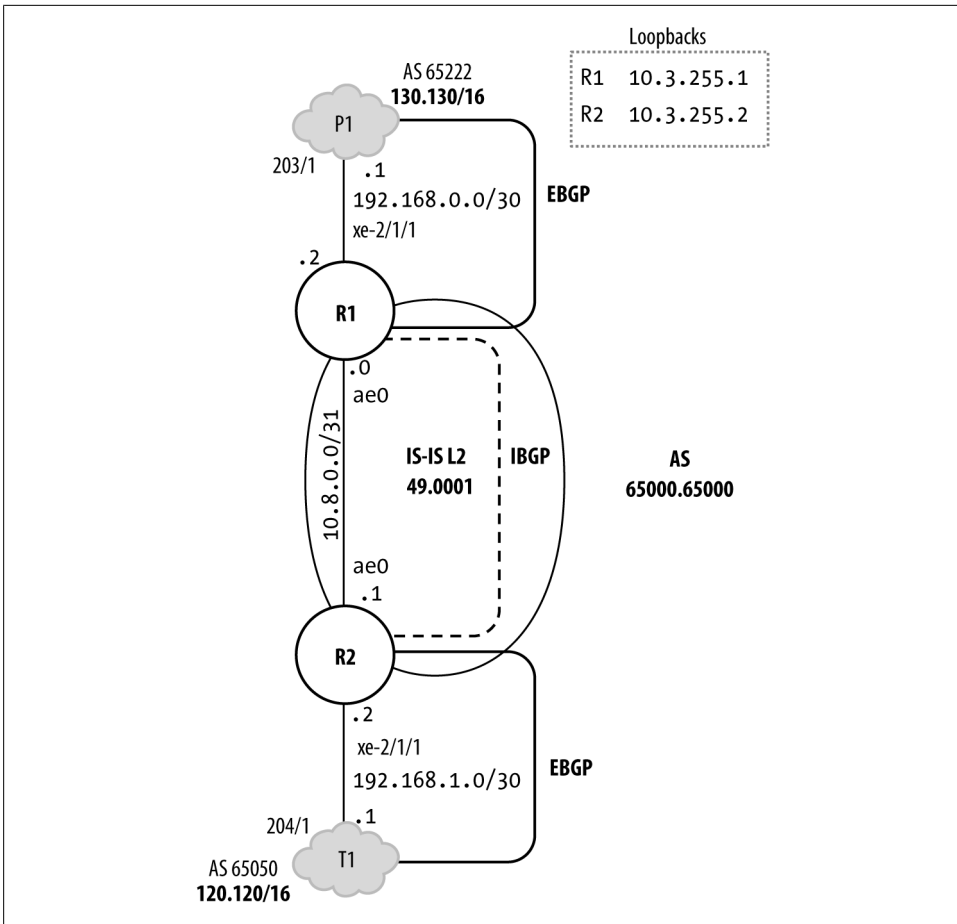 Loopbacks
R1 10.3.255.1
R2 10.3.255.2
AS 65222
130.130/16
P1
203/1
.1
192.168.0.0/30
EBGP
xe-2/1/1
.2
R1
.0
ae0
10.8.0.0/31
IS-IS L2
49.0001
IBGP
AS
65000.65000
ae0
.1
R2
.2
xe-2/1/1
192.168.1.0/30
EBGP
204/1
.1
T1
AS 65050
120.120/16